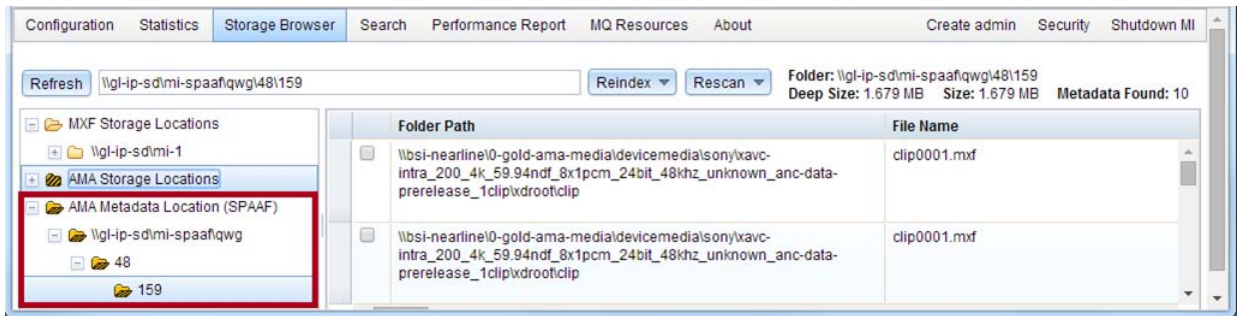 Configuration Statistics Storage Browser Search Performance Report MQ Resources About Create admin Security Shutdown MI
Refresh \\gl-ip-sd\mi-spaaf\qwg\48\159 Reindex Rescan Folder: \\gl-ip-sd\mi-spaaf\qwg\48\159
Deep Size: 1.679 MB Size: 1.679 MB Metadata Found: 10
MXF Storage Locations
\\gl-ip-sd\mi-1
AMA Storage Locations
AMA Metadata Location (SPAAF)
\\gl-ip-sd\mi-spaaf\qwg
48
159
Folder Path File Name
\\bsi-nearline\0-gold-ama-media\devicemedia\sony\xavc- clip0001.mxf
intra_200_4k_59.94ndf_8x1pcm_24bit_48khz_unknown_anc-data-
prerelease_1clip\xdroot\clip
\\bsi-nearline\0-gold-ama-media\devicemedia\sony\xavc- clip0001.mxf
intra_200_4k_59.94ndf_8x1pcm_24bit_48khz_unknown_anc-data-
prerelease_1clip\xdroot\clip